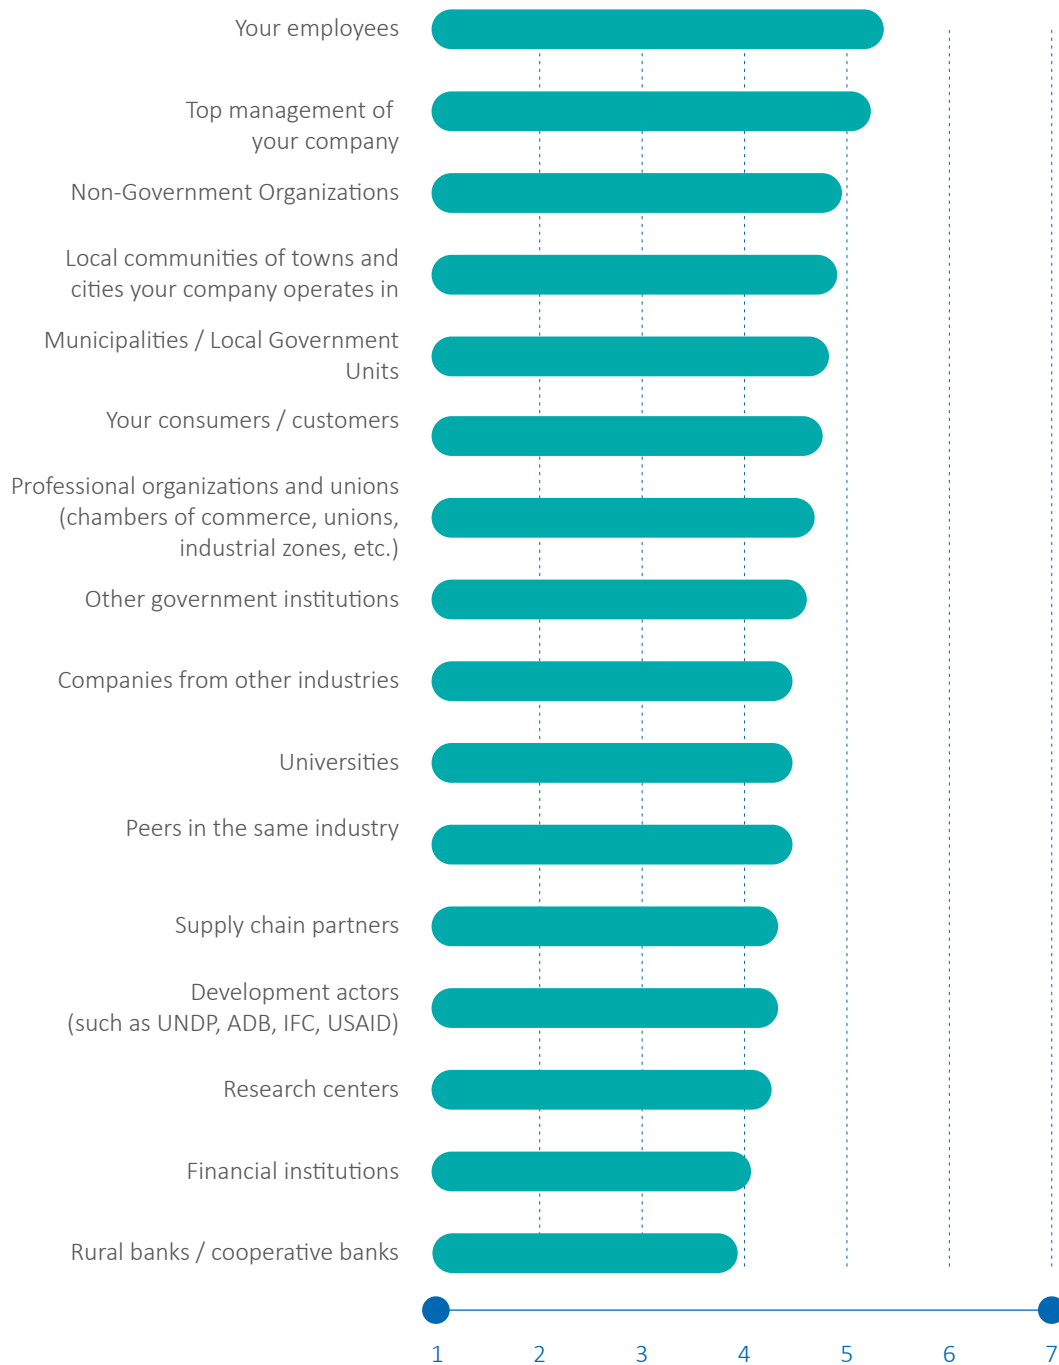 Your employees
Top management of
your company
Non-Government Organizations
Local communities of towns and
cities your company operates in
Municipalities / Local Government
Units
Your consumers / customers
Professional organizations and unions
(chambers of commerce, unions,
industrial zones, etc.)
Other government institutions
Companies from other industries
Universities
Peers in the same industry
Supply chain partners
Development actors
(such as UNDP, ADB, IFC, USAID)
Research centers
Financial institutions
Rural banks / cooperative banks
1 2 3 4 5 6 7